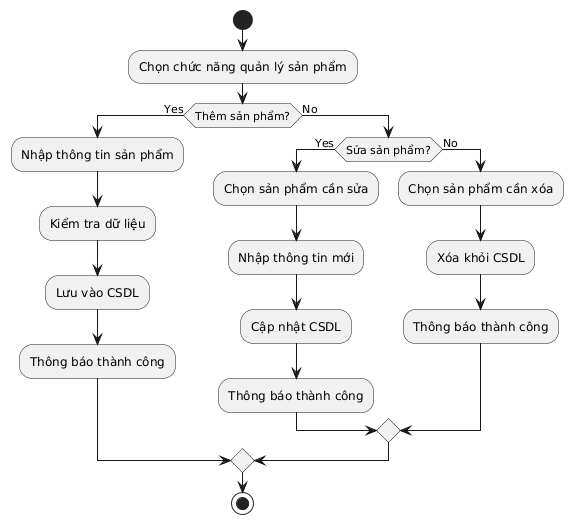 Chọn chức năng quản lý sản phẩm
Thêm sản phẩm?
Yes
No
Nhập thông tin sản phẩm
Kiểm tra dữ liệu
Lưu vào CSDL
Thông báo thành công
Sửa sản phẩm?
Yes
No
Chọn sản phẩm cần sửa
Nhập thông tin mới
Cập nhật CSDL
Thông báo thành công
Chọn sản phẩm cần xóa
Xóa khỏi CSDL
Thông báo thành công